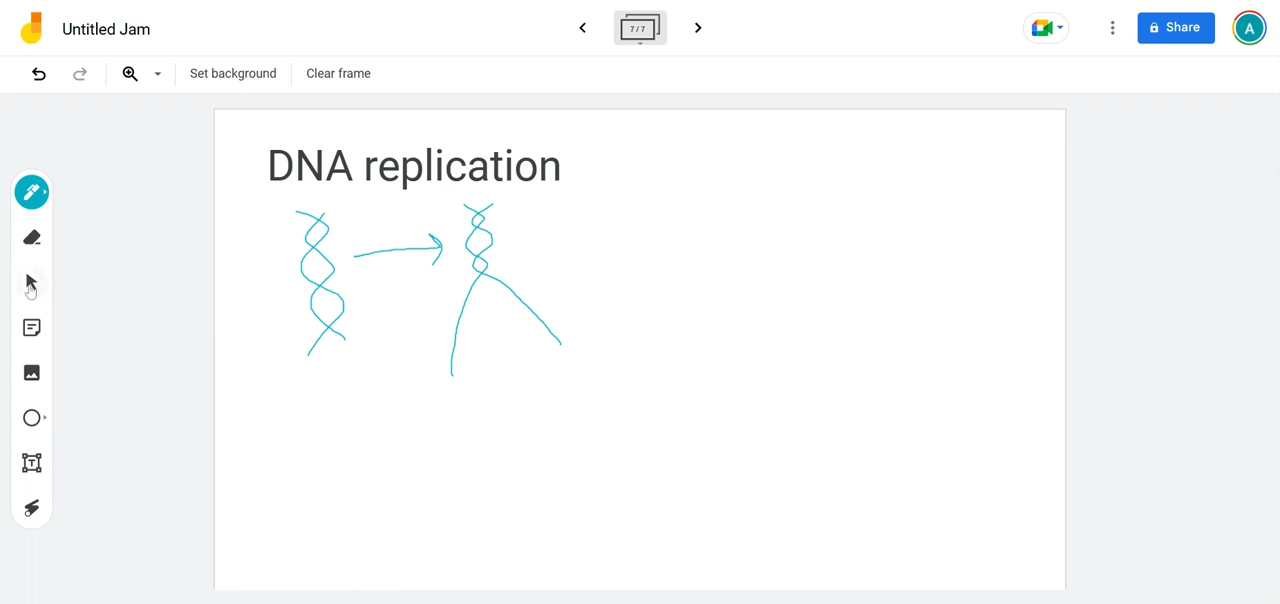 Untitled Jam
7/7
Share
A
Set background
Clear frame
DNA replication